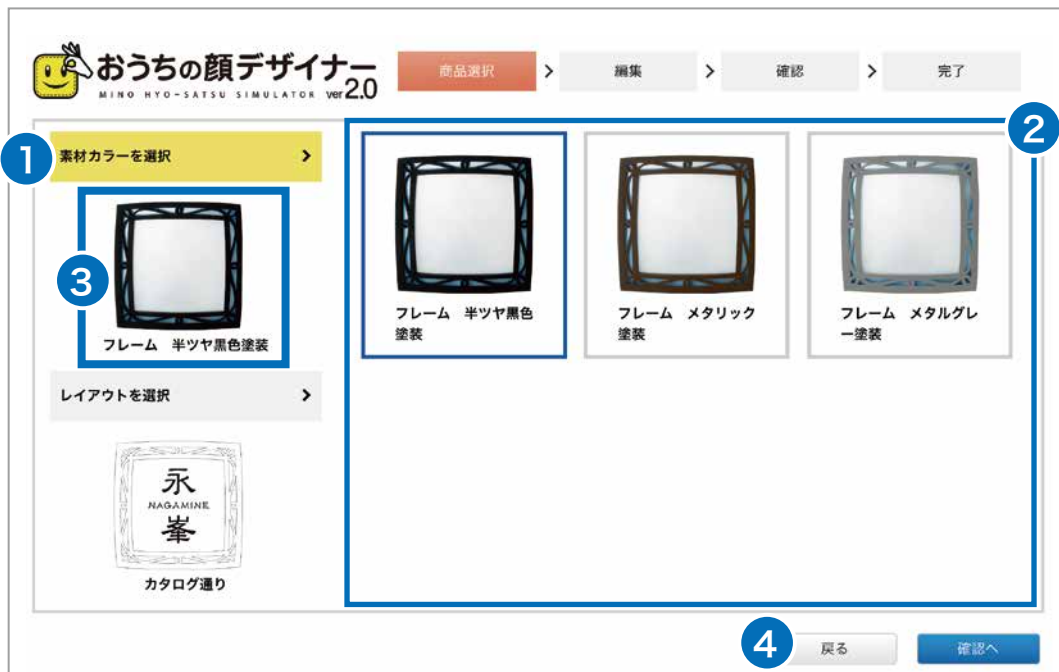 おうちの顔デザイナー
MINO HYO-SATSU SIMULATOR ver2.0
商品選択 > 編集 > 確認 > 完了
1
素材カラーを選択 >
2
3
フレーム 半ツヤ黒色塗装
フレーム 半ツヤ黒色
塗装
フレーム メタリック
塗装
フレーム メタルグレ
ー塗装
レイアウトを選択 >
永
NAGAMINE
峯
カタログ通り
4
戻る
確認へ